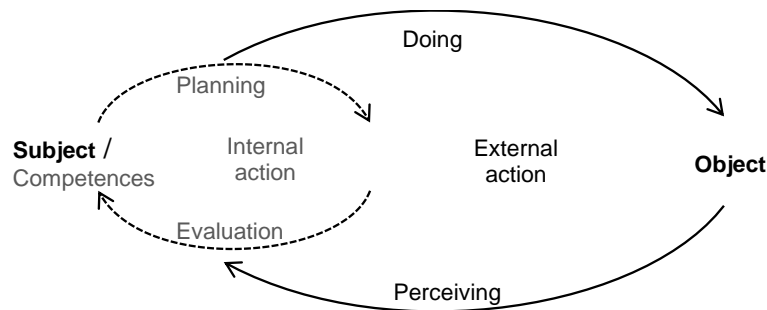 Doing
Planning
Subject /
Competences
Internal
action
External
action
Object
Evaluation
Perceiving